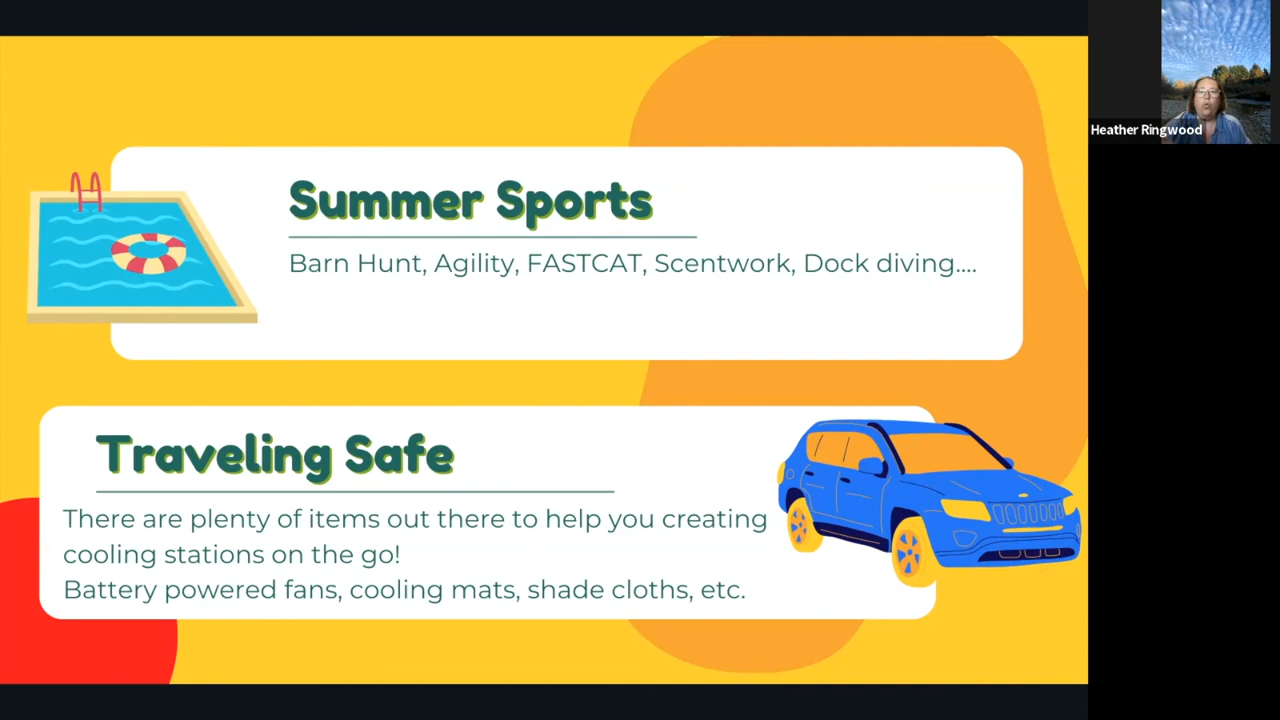 Heather Ringwood
Summer Sports
Barn Hunt, Agility, FASTCAT, Scentwork, Dock diving....
Traveling Safe
There are plenty of items out there to help you creating
cooling stations on the go!
Battery powered fans, cooling mats, shade cloths, etc.